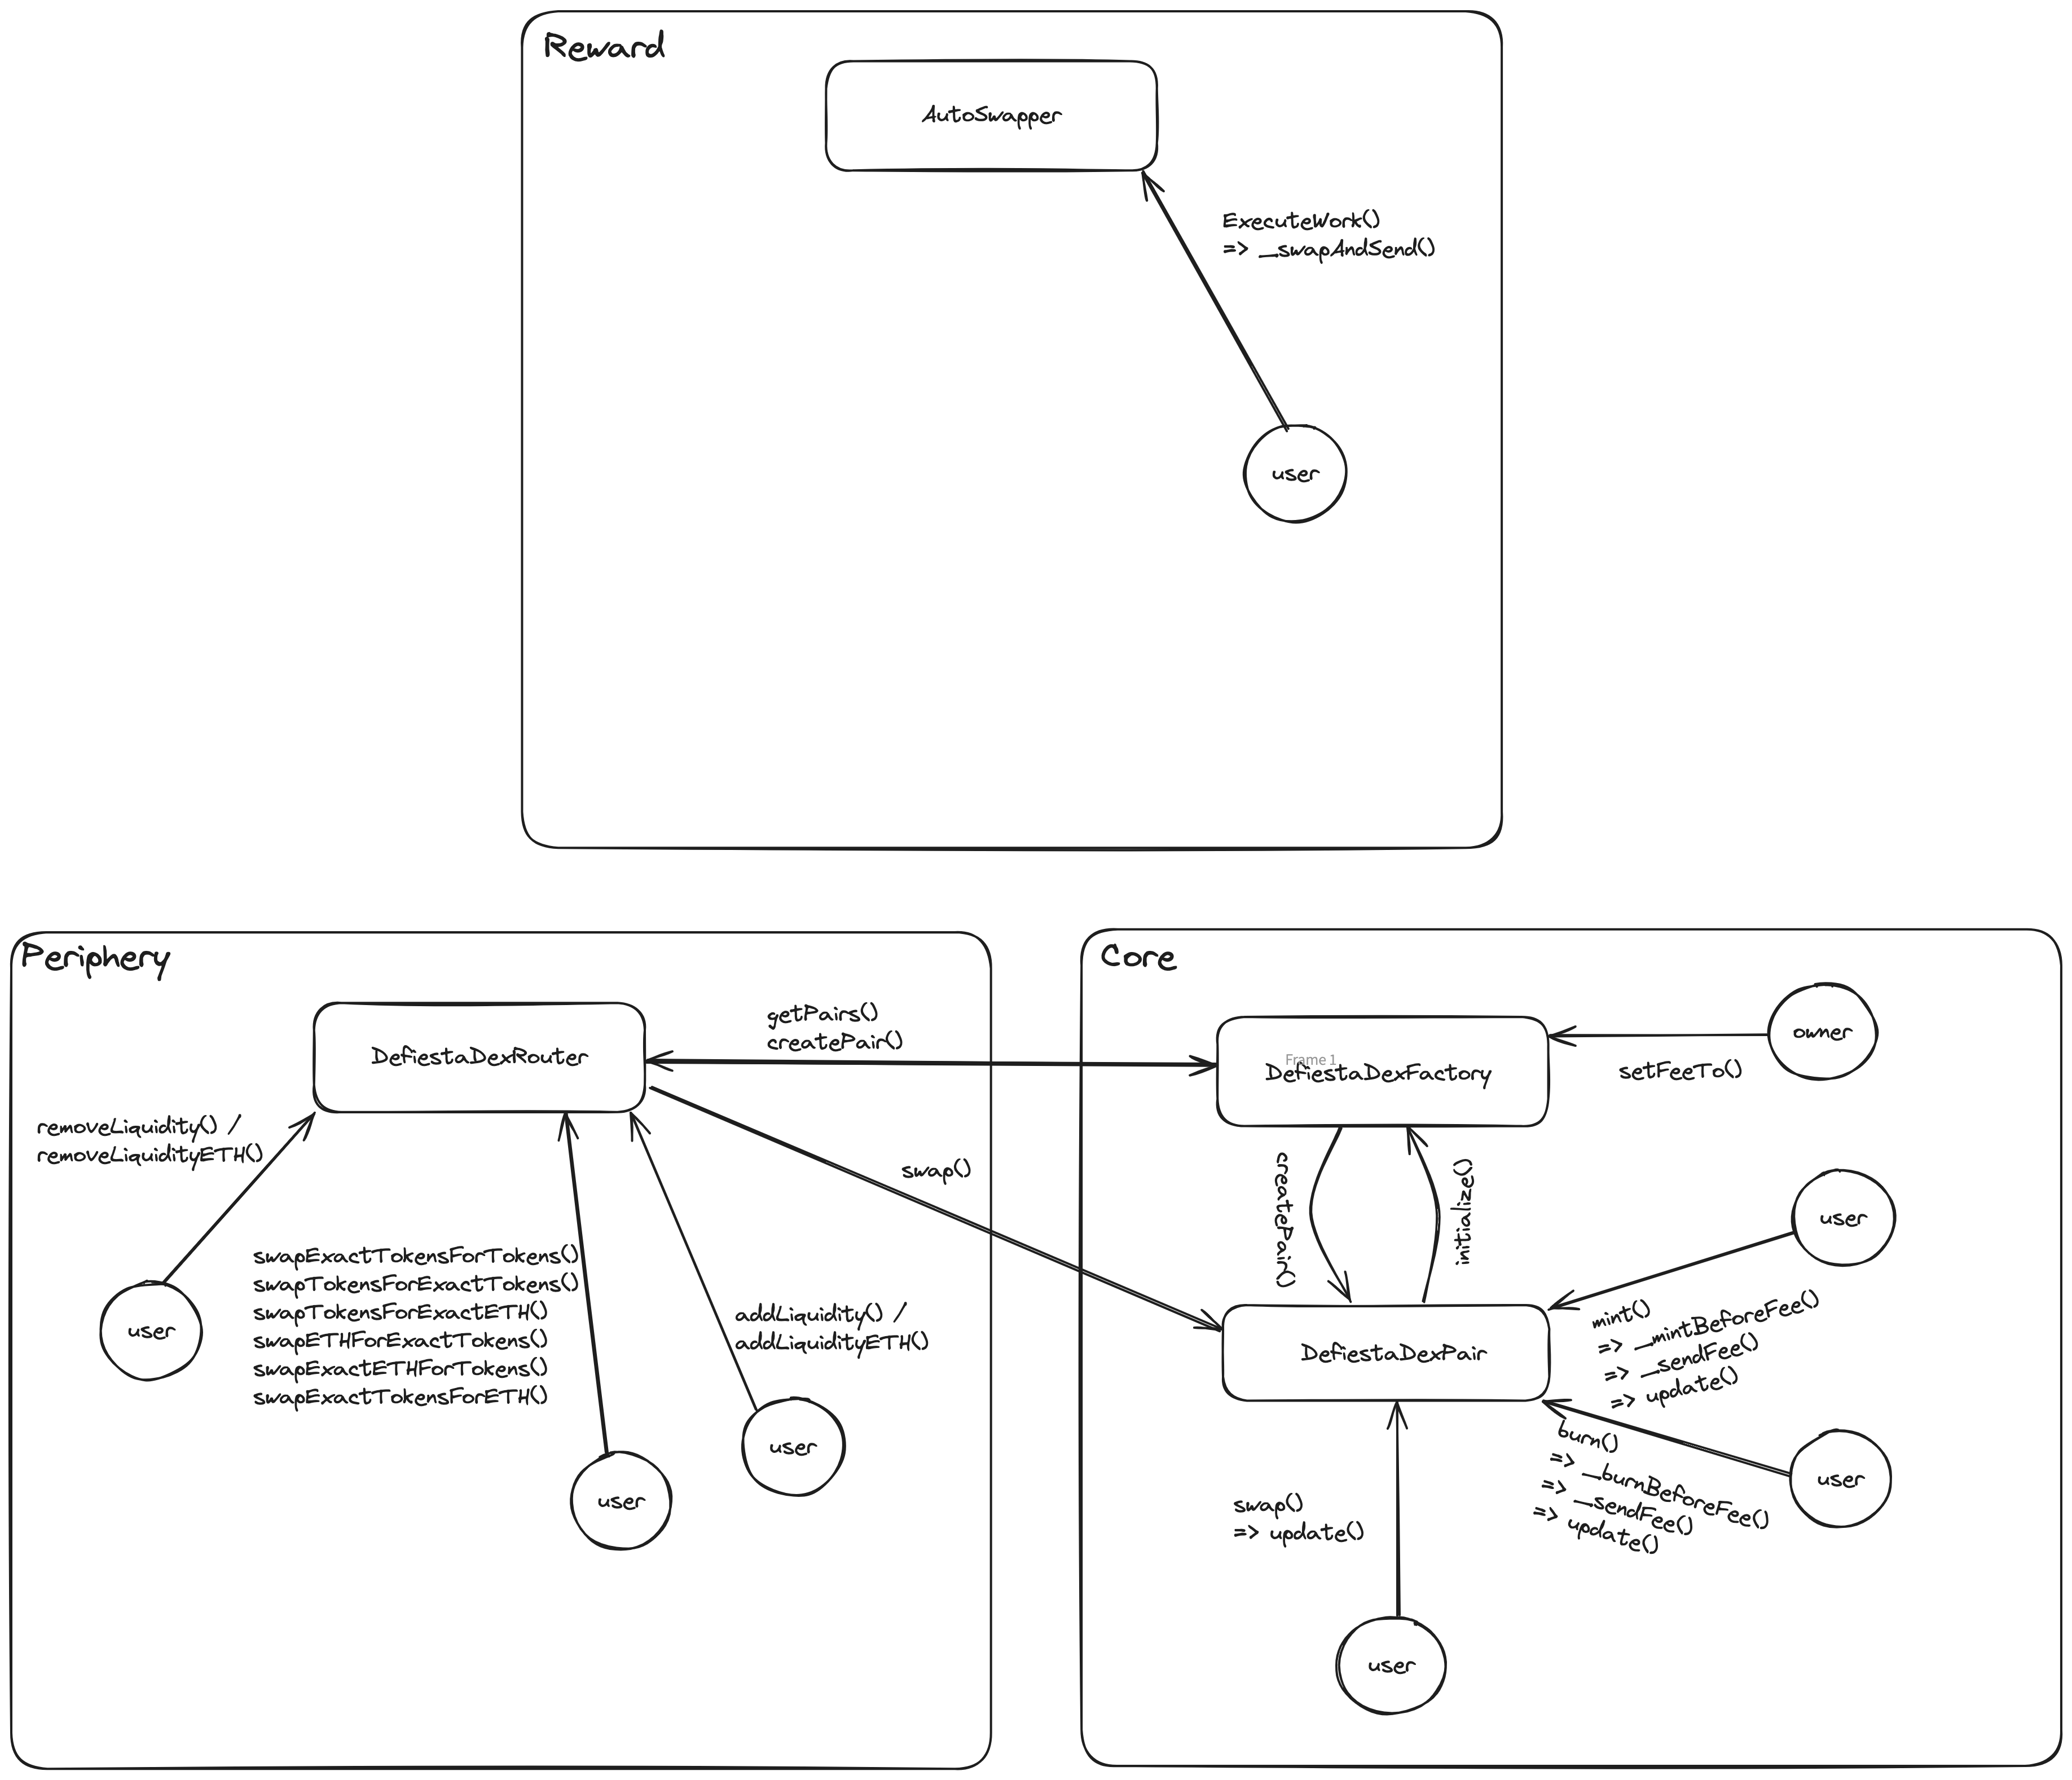 Reward
AutoSwapper
ExecuteWork()
=> _swapAndSend()
user
Periphery
DefiestaDexRouter
getPairs()
createPair()
removeLiquidity() /
removeLiquidityETH()
swap()
user
swapExactTokensForTokens()
swapTokensForExactTokens()
swapTokensForExactETH()
swapETHForExactTokens()
swapExactETHForTokens()
swapExactTokensForETH()
addLiquidity() /
addLiquidityETH()
user
user
Core
Frame 1
DefiestaDexFactory
owner
setFeeTo()
createPair()
initialize()
user
DefiestaDexPair
mint()
=> _mintBeforeFee()
=> _sendFee()
=> update()
burn()
=> _burnBeforeFee()
=> _sendFee()
=> update()
user
swap()
=> update()
user